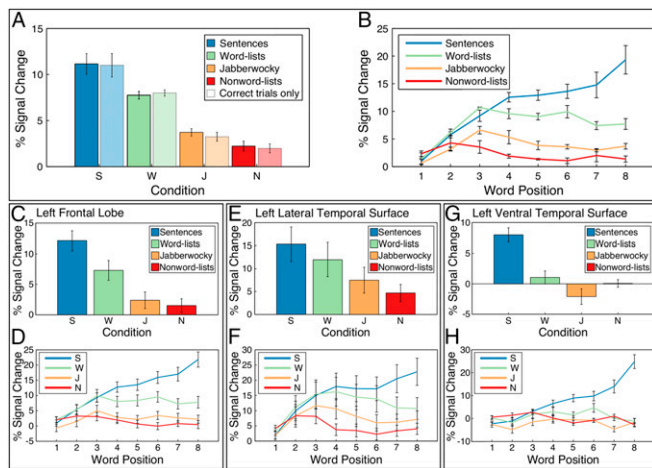 A
% Signal Change
15
10
5
0
Sentences
Word-lists
Jabberwocky
Nonword-lists
Correct trials only
S W J N
Condition
B
% Signal Change
25
20
15
10
5
0
Sentences
Word-lists
Jabberwocky
Nonword-lists
1 2 3 4 5 6 7 8
Word Position
C Left Frontal Lobe
% Signal Change
15
10
5
0
Sentences
Word-lists
Jabberwocky
Nonword-lists
S W J N
Condition
E Left Lateral Temporal Surface
% Signal Change
20
15
10
5
0
Sentences
Word-lists
Jabberwocky
Nonword-lists
S W J N
Condition
G Left Ventral Temporal Surface
% Signal Change
10
5
0
-5
Sentences
Word-lists
Jabberwocky
Nonword-lists
S W J N
Condition
D
% Signal Change
25
20
15
10
5
0
-5
S
W
J
N
1 2 3 4 5 6 7 8
Word Position
F
% Signal Change
30
25
20
15
10
5
0
S
W
J
N
1 2 3 4 5 6 7 8
Word Position
H
% Signal Change
30
20
10
0
-10
S
W
J
N
1 2 3 4 5 6 7 8
Word Position